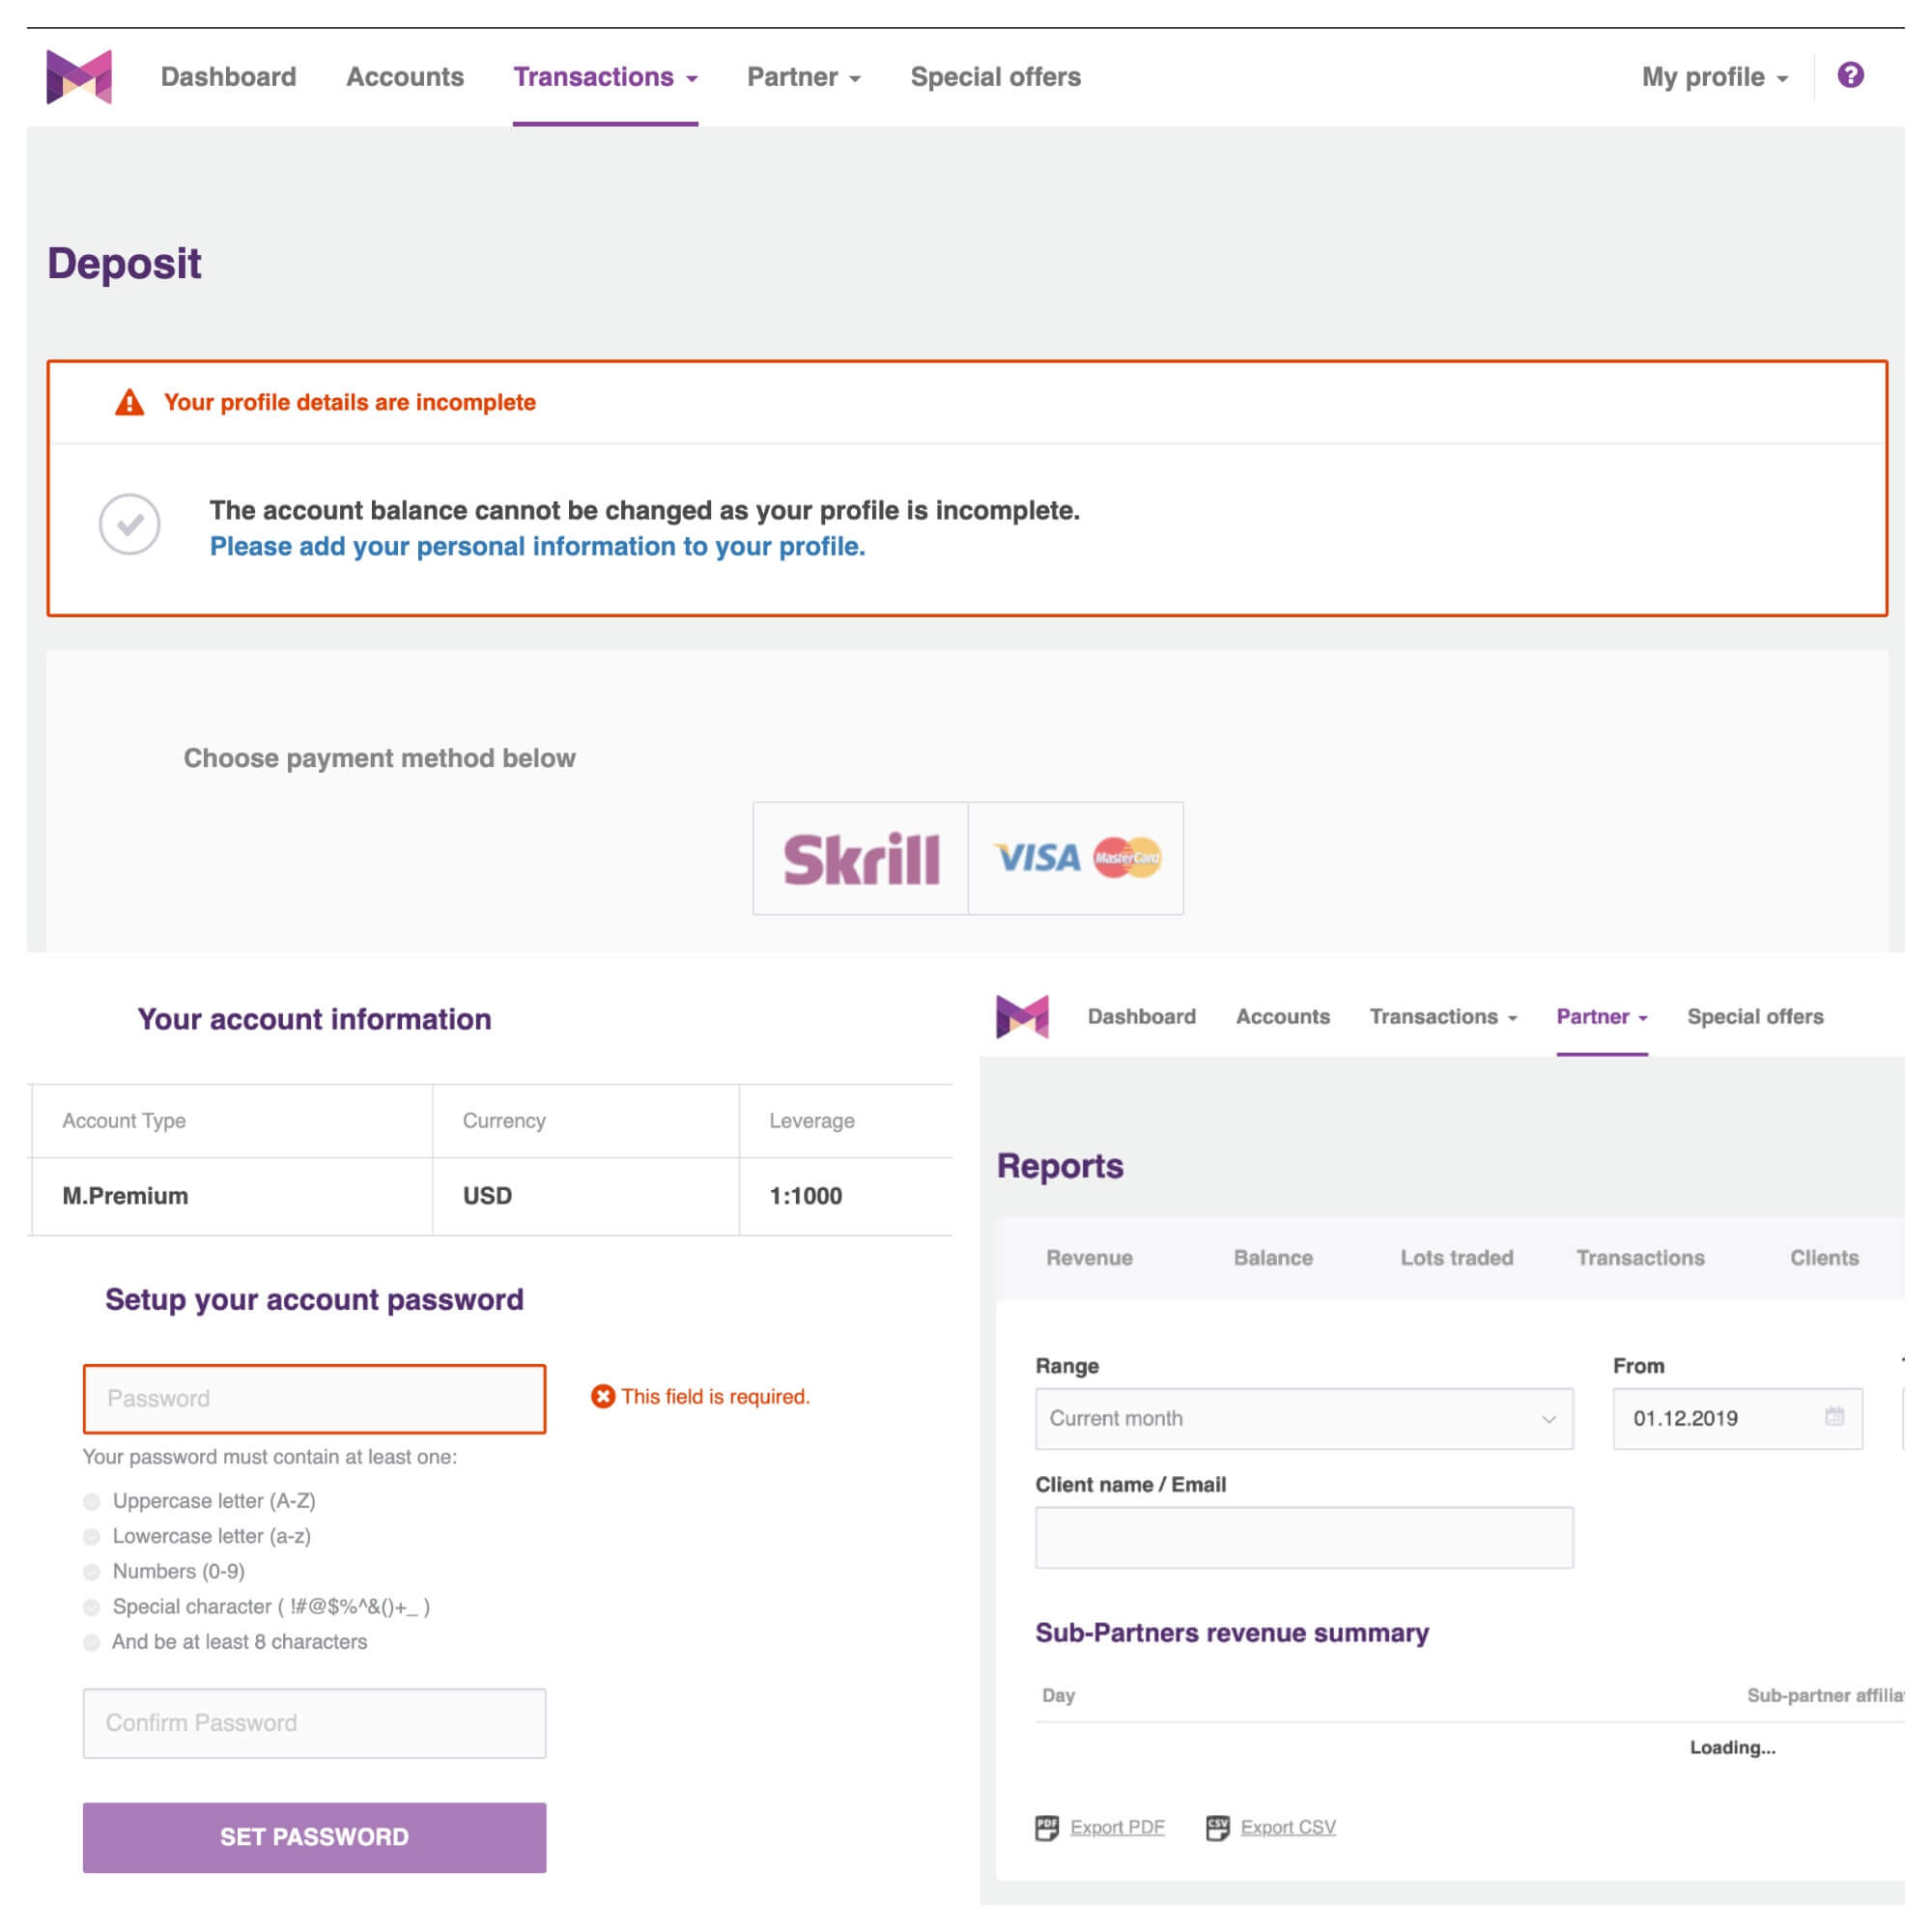 Dashboard Accounts Transactions Partner Special offers My profile ?
Deposit
Your profile details are incomplete
The account balance cannot be changed as your profile is incomplete.
Please add your personal information to your profile.
Choose payment method below
Skrill VISA MasterCard
Your account information
Account Type Currency Leverage
M.Premium USD 1:1000
Setup your account password
Password This field is required.
Your password must contain at least one:
Uppercase letter (A-Z)
Lowercase letter (a-z)
Numbers (0-9)
Special character ( !#@$%^&()+_ )
And be at least 8 characters
Confirm Password
SET PASSWORD
Dashboard Accounts Transactions Partner Special offers
Reports
Revenue Balance Lots traded Transactions Clients
Range From
Current month 01.12.2019
Client name / Email
Sub-Partners revenue summary
Day Sub-partner
Loading...
PDF Export PDF CSV Export CSV